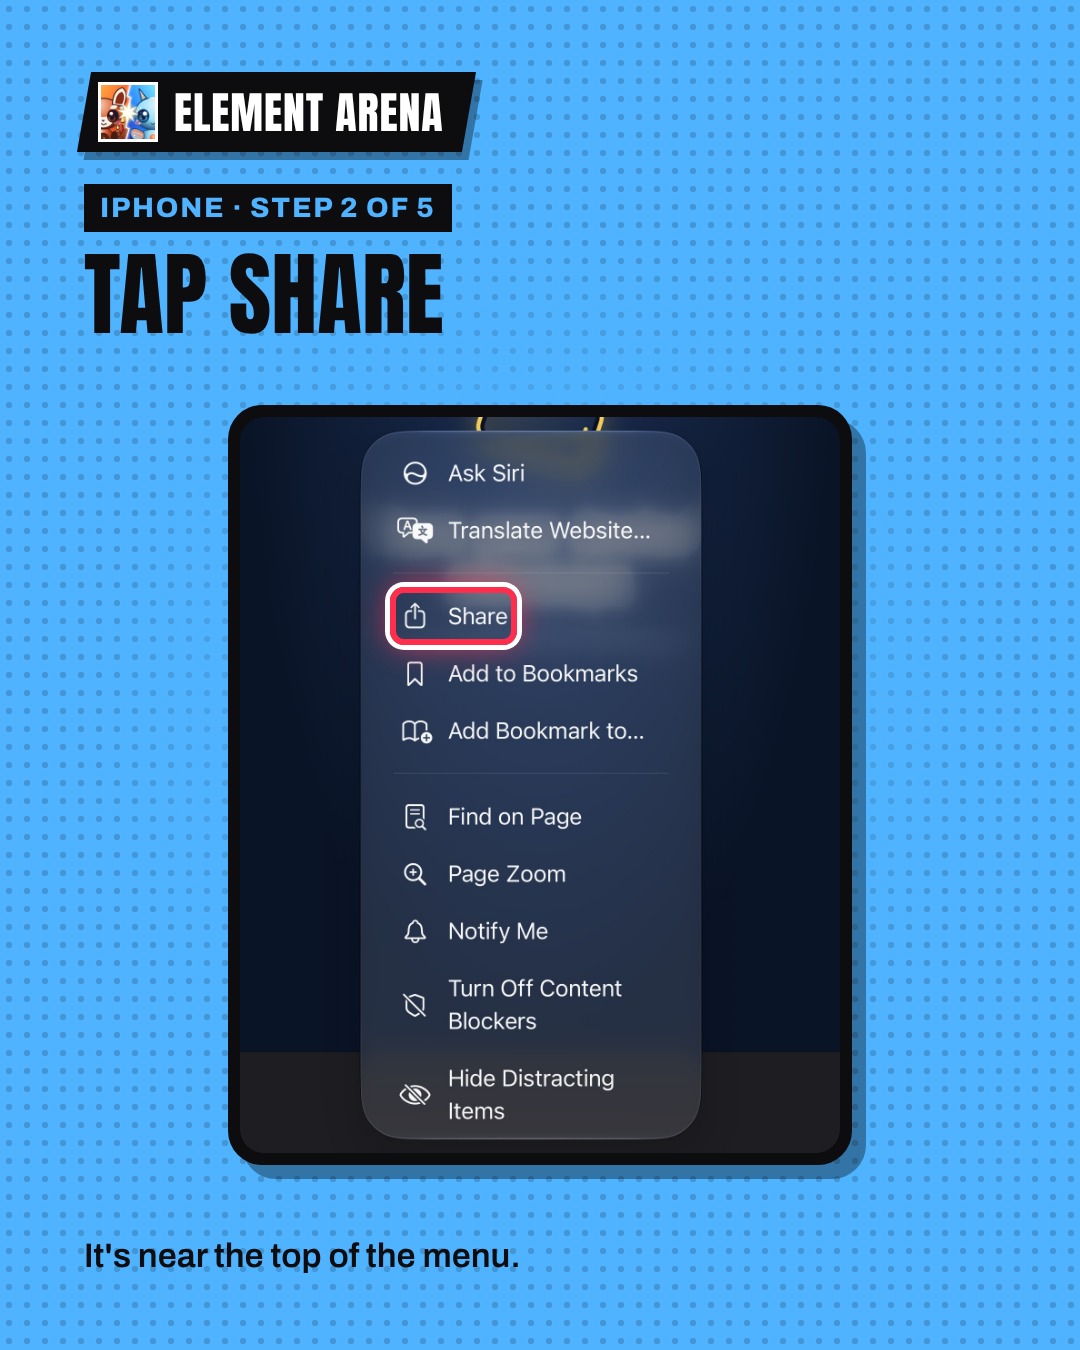 ELEMENT ARENA
IPHONE · STEP 2 OF 5
TAP SHARE
Ask Siri
Translate Website...
Share
Add to Bookmarks
Add Bookmark to...
Find on Page
Page Zoom
Notify Me
Turn Off Content
Blockers
Hide Distracting
Items
It's near the top of the menu.